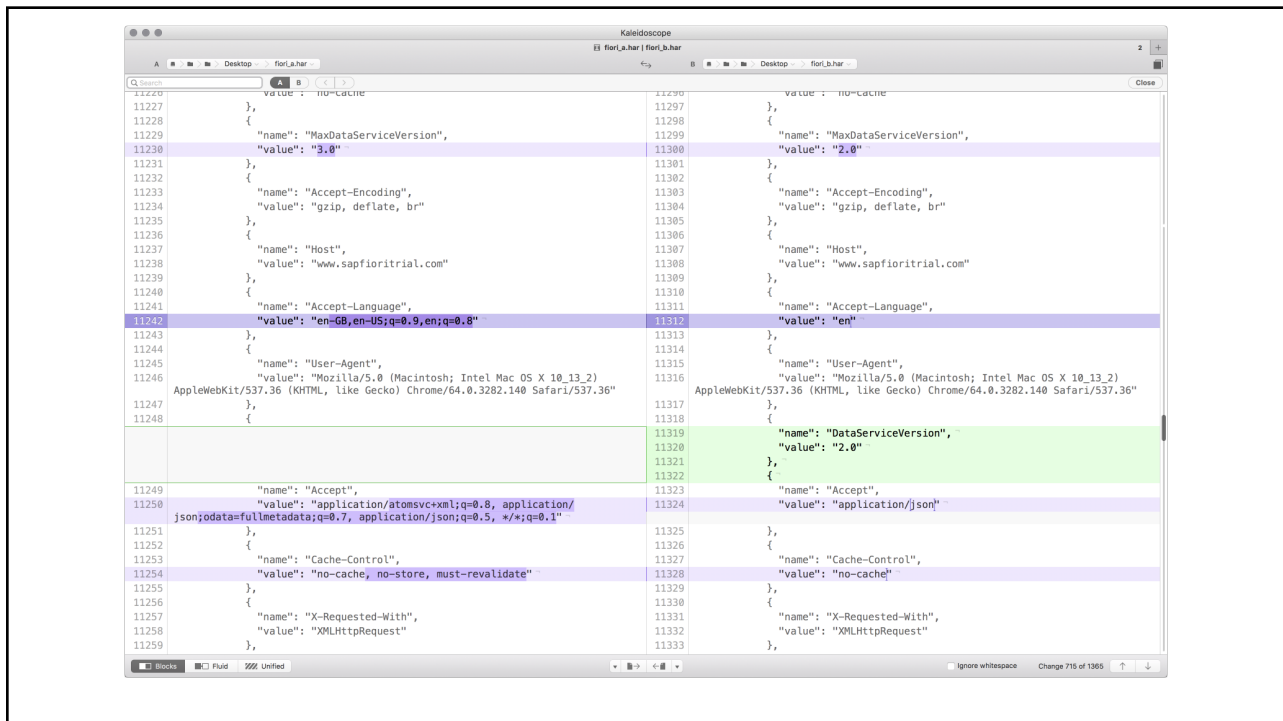 Kaleidoscope
fiori_a.har | fiori_b.har
2 +
A Desktop fiori_a.har
B Desktop fiori_b.har
Search
A B
Close
11226 "value": "no-cache"
11227 },
11228 {
11229 "name": "MaxDataServiceVersion",
11230 "value": "3.0"
11231 },
11232 {
11233 "name": "Accept-Encoding",
11234 "value": "gzip, deflate, br"
11235 },
11236 {
11237 "name": "Host",
11238 "value": "www.sapfioritrial.com"
11239 },
11240 {
11241 "name": "Accept-Language",
11242 "value": "en-GB,en-US;q=0.9,en;q=0.8"
11243 },
11244 {
11245 "name": "User-Agent",
11246 "value": "Mozilla/5.0 (Macintosh; Intel Mac OS X 10_13_2)
AppleWebKit/537.36 (KHTML, like Gecko) Chrome/64.0.3282.140 Safari/537.36"
11247 },
11248 {
11249 "name": "Accept",
11250 "value": "application/atomsvc+xml;q=0.8, application/
json;odata=fullmetadata;q=0.7, application/json;q=0.5, */*;q=0.1"
11251 },
11252 {
11253 "name": "Cache-Control",
11254 "value": "no-cache, no-store, must-revalidate"
11255 },
11256 {
11257 "name": "X-Requested-With",
11258 "value": "XMLHttpRequest"
11259 },
11296 "value": "no-cache"
11297 },
11298 {
11299 "name": "MaxDataServiceVersion",
11300 "value": "2.0"
11301 },
11302 {
11303 "name": "Accept-Encoding",
11304 "value": "gzip, deflate, br"
11305 },
11306 {
11307 "name": "Host",
11308 "value": "www.sapfioritrial.com"
11309 },
11310 {
11311 "name": "Accept-Language",
11312 "value": "en"
11313 },
11314 {
11315 "name": "User-Agent",
11316 "value": "Mozilla/5.0 (Macintosh; Intel Mac OS X 10_13_2)
AppleWebKit/537.36 (KHTML, like Gecko) Chrome/64.0.3282.140 Safari/537.36"
11317 },
11318 {
11319 "name": "DataServiceVersion",
11320 "value": "2.0"
11321 },
11322 {
11323 "name": "Accept",
11324 "value": "application/json"
11325 },
11326 {
11327 "name": "Cache-Control",
11328 "value": "no-cache"
11329 },
11330 {
11331 "name": "X-Requested-With",
11332 "value": "XMLHttpRequest"
11333 },
Blocks Fluid Unified
Ignore whitespace Change 715 of 1365